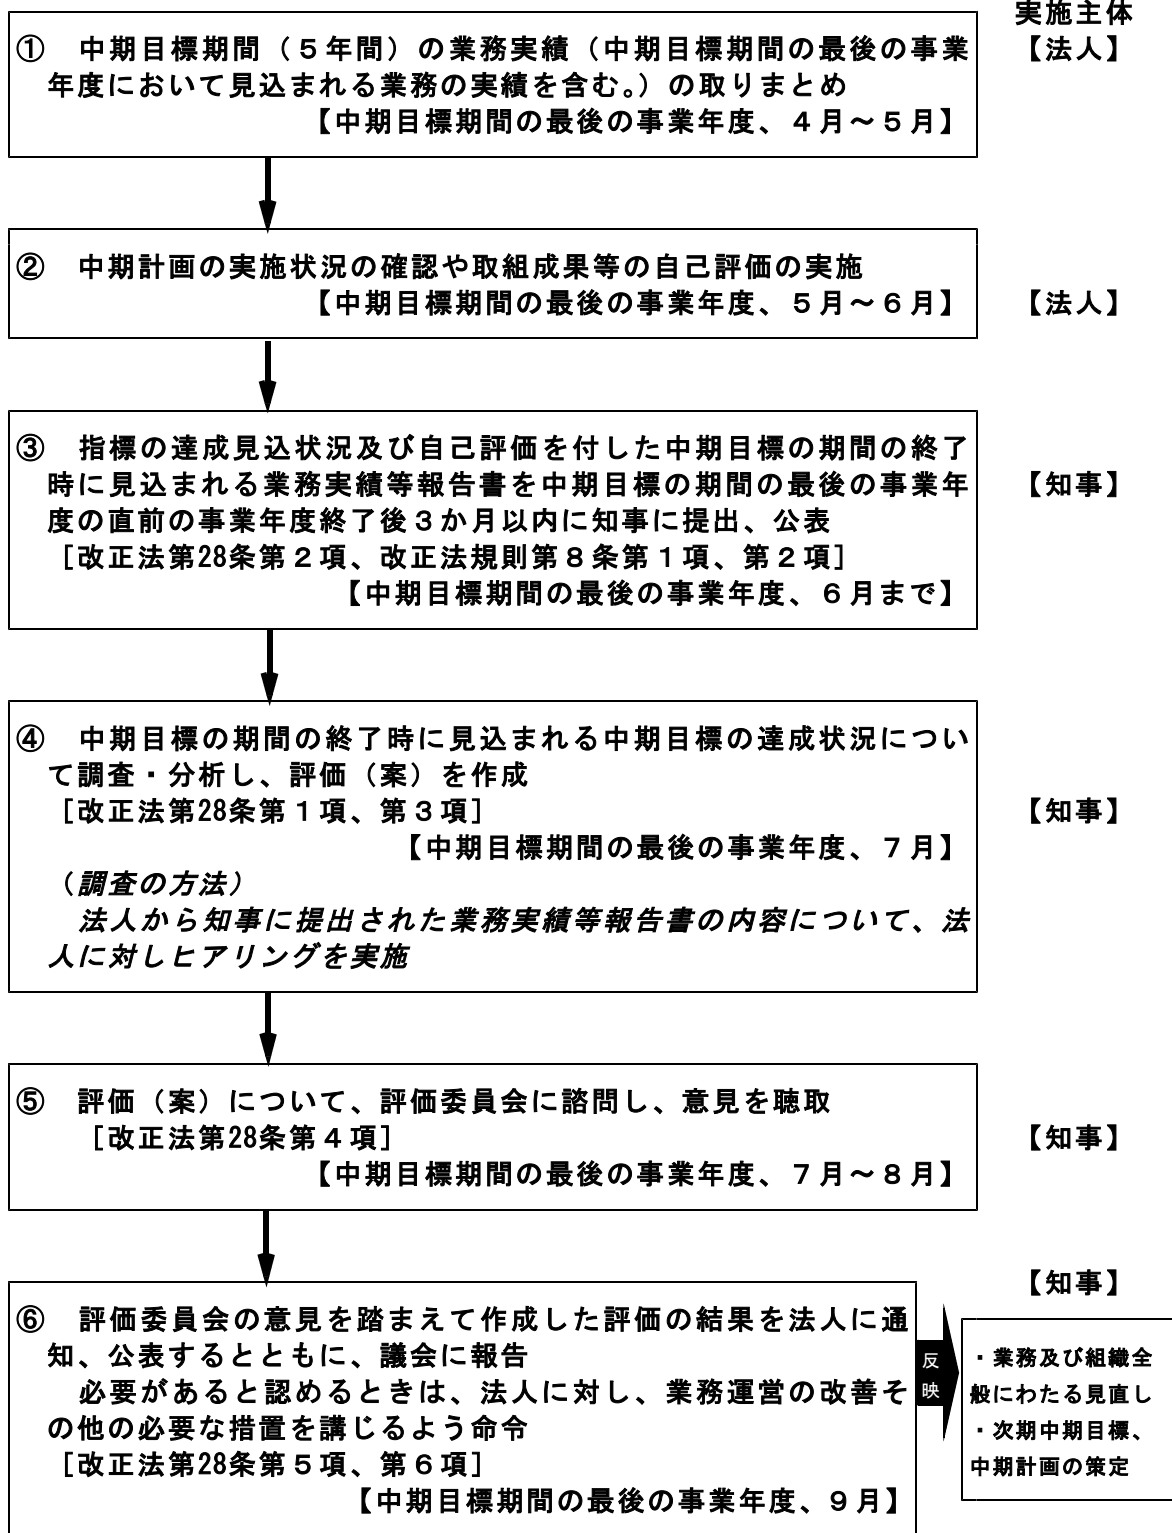 実施主体
①　中期目標期間（５年間）の業務実績（中期目標期間の最後の事業
【法人】
年度において見込まれる業務の実績を含む。）の取りまとめ
【中期目標期間の最後の事業年度、４月～５月】
②　中期計画の実施状況の確認や取組成果等の自己評価の実施
【中期目標期間の最後の事業年度、５月～６月】
【法人】
③　指標の達成見込状況及び自己評価を付した中期目標の期間の終了
時に見込まれる業務実績等報告書を中期目標の期間の最後の事業年
【知事】
度の直前の事業年度終了後３か月以内に知事に提出、公表
［改正法第28条第２項、改正法規則第８条第１項、第２項］
【中期目標期間の最後の事業年度、６月まで】
④　中期目標の期間の終了時に見込まれる中期目標の達成状況につい
て調査・分析し、評価（案）を作成
［改正法第28条第１項、第３項］
【知事】
【中期目標期間の最後の事業年度、７月】
（調査の方法）
法人から知事に提出された業務実績等報告書の内容について、法
人に対しヒアリングを実施
⑤　評価（案）について、評価委員会に諮問し、意見を聴取
［改正法第28条第４項］
【知事】
【中期目標期間の最後の事業年度、７月～８月】
【知事】
⑥　評価委員会の意見を踏まえて作成した評価の結果を法人に通
知、公表するとともに、議会に報告
必要があると認めるときは、法人に対し、業務運営の改善そ
の他の必要な措置を講じるよう命令
［改正法第28条第５項、第６項］
【中期目標期間の最後の事業年度、９月】
反
映
・業務及び組織全
般にわたる見直し
・次期中期目標、
中期計画の策定